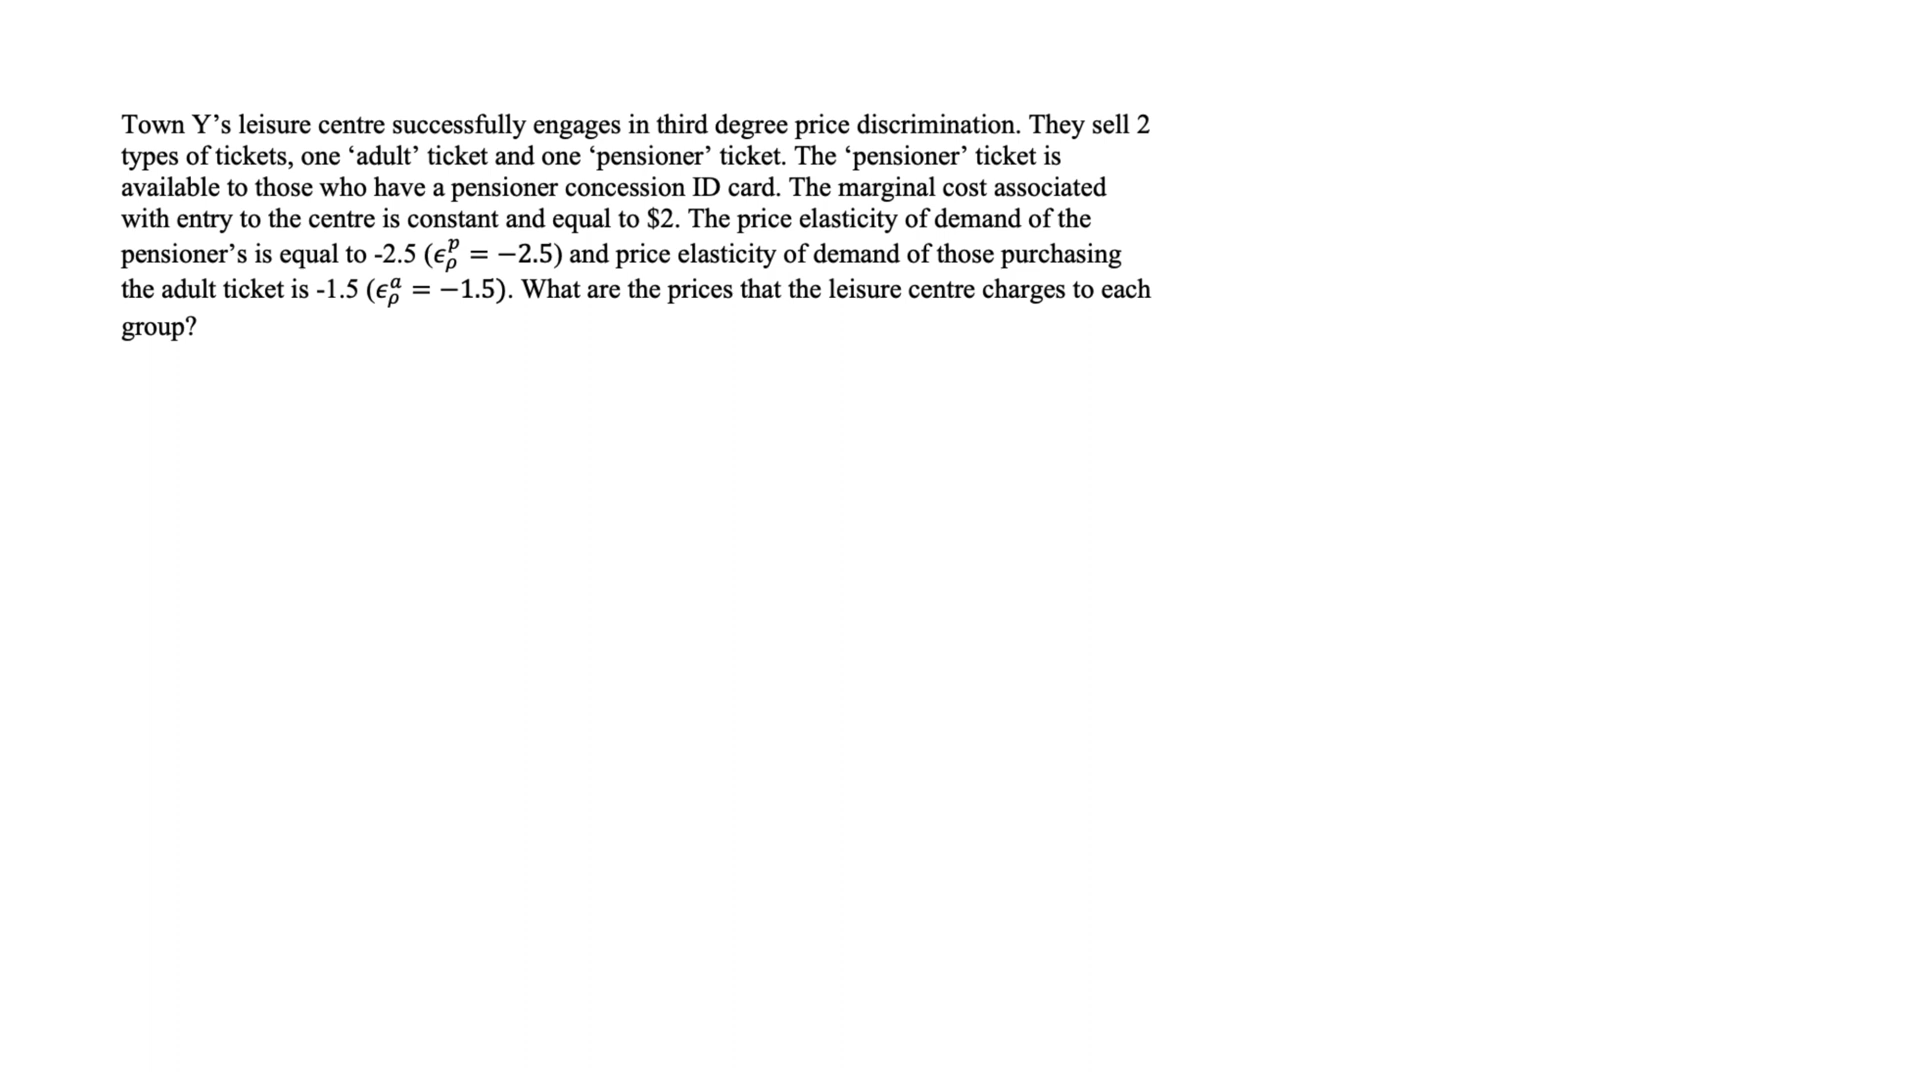 Town Y’s leisure centre successfully engages in third degree price discrimination. They sell 2
types of tickets, one ‘adult’ ticket and one ‘pensioner’ ticket. The ‘pensioner’ ticket is
available to those who have a pensioner concession ID card. The marginal cost associated
with entry to the centre is constant and equal to $2. The price elasticity of demand of the
pensioner’s is equal to -2.5 (ϵ_ρ^p = −2.5) and price elasticity of demand of those purchasing
the adult ticket is -1.5 (ϵ_ρ^a = −1.5). What are the prices that the leisure centre charges to each
group?